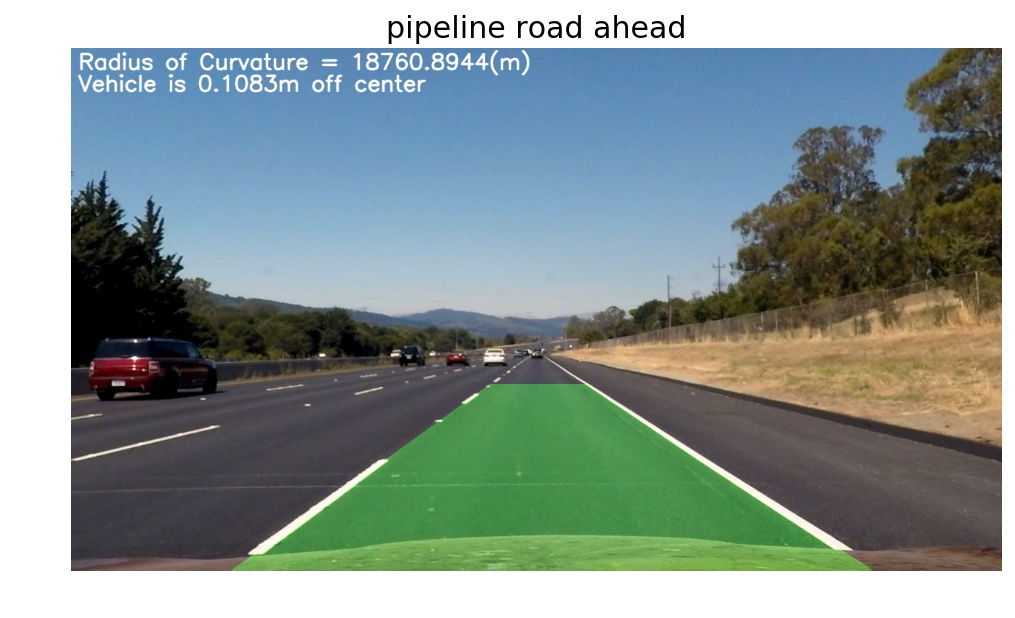 pipeline road ahead
Radius of Curvature = 18760.8944(m)
Vehicle is 0.1083m off center